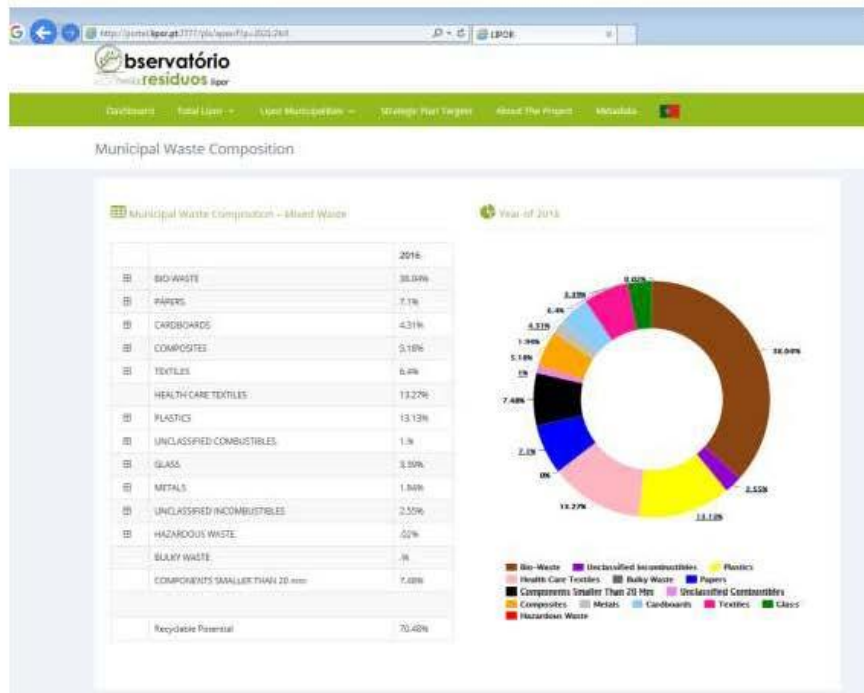 bservatório
resíduos lipor
Dashboard Total Lipor Lipor Municipalities Strategic Plan Targets About The Project Metadata
Municipal Waste Composition
Municipal Waste Composition – Mixed Waste
Year of 2016
2016
BIO-WASTE 38.04%
PAPERS 7.1%
CARDBOARDS 4.31%
COMPOSITES 5.18%
TEXTILES 6.4%
HEALTH CARE TEXTILES 13.27%
PLASTICS 13.13%
UNCLASSIFIED COMBUSTIBLES 1.%
GLASS 3.39%
METALS 1.94%
UNCLASSIFIED INCOMBUSTIBLES 2.55%
HAZARDOUS WASTE .02%
BULKY WASTE .%
COMPONENTS SMALLER THAN 20 mm 7.48%
Recyclable Potential 70.48%
0.02%
3.39%
6.4%
4.31%
1.94%
5.18%
1%
7.48%
0%
13.27%
13.13%
2.55%
38.04%
Bio-Waste Unclassified Incombustibles Plastics
Health Care Textiles Bulky Waste Papers
Components Smaller Than 20 Mm Unclassified Combustibles
Composites Metals Cardboards Textiles Glass
Hazardous Waste